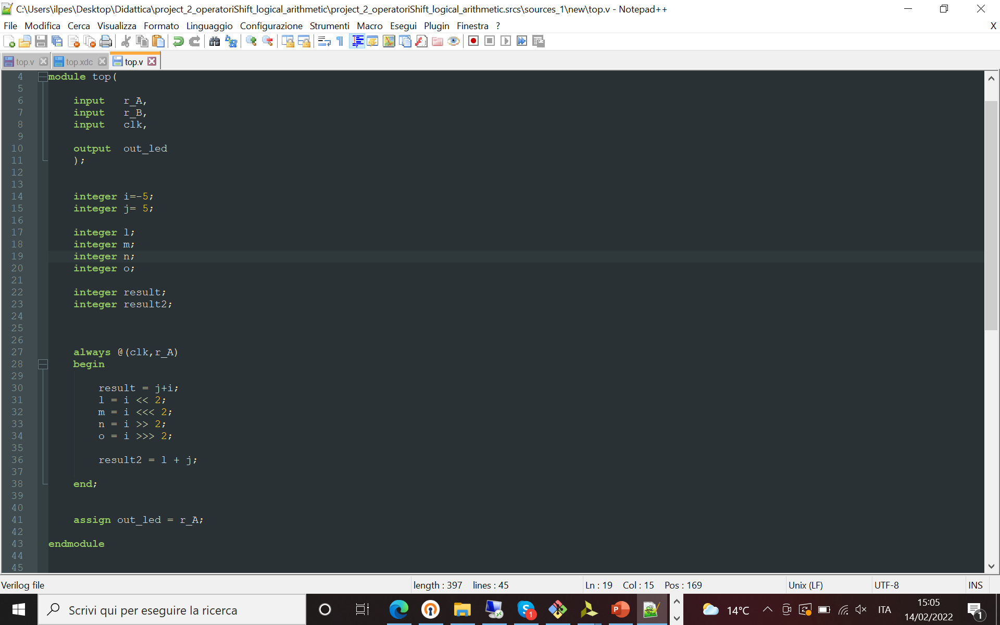 C:\Users\ilpes\Desktop\Didattica\project_2_operatoriShift_logical_arithmetic\project_2_operatoriShift_logical_arithmetic.srcs\sources_1\new\top.v - Notepad++
File Modifica Cerca Visualizza Formato Linguaggio Configurazione Strumenti Macro Esegui Plugin Finestra ? X
top.v top.xdc top.v
4 module top(
5
6 input r_A,
7 input r_B,
8 input clk,
9
10 output out_led
11 );
12
13
14 integer i=-5;
15 integer j= 5;
16
17 integer l;
18 integer m;
19 integer n;
20 integer o;
21
22 integer result;
23 integer result2;
24
25
26
27 always @(clk,r_A)
28 begin
29
30 result = j+i;
31 l = i << 2;
32 m = i <<< 2;
33 n = i >> 2;
34 o = i >>> 2;
35
36 result2 = l + j;
37
38 end;
39
40
41 assign out_led = r_A;
42
43 endmodule
44
45
Verilog file length : 397 lines : 45 Ln : 19 Col : 15 Pos : 169 Unix (LF) UTF-8 INS
Scrivi qui per eseguire la ricerca 1 14°C ITA 15:05 1
14/02/2022